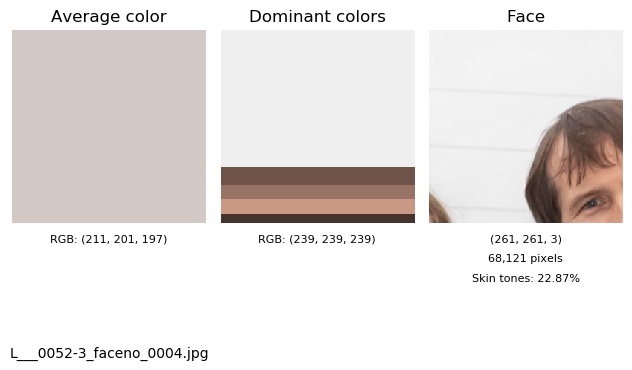 Average color
Dominant colors
Face
RGB: (211, 201, 197)
RGB: (239, 239, 239)
(261, 261, 3)
68,121 pixels
Skin tones: 22.87%
L___0052-3_faceno_0004.jpg